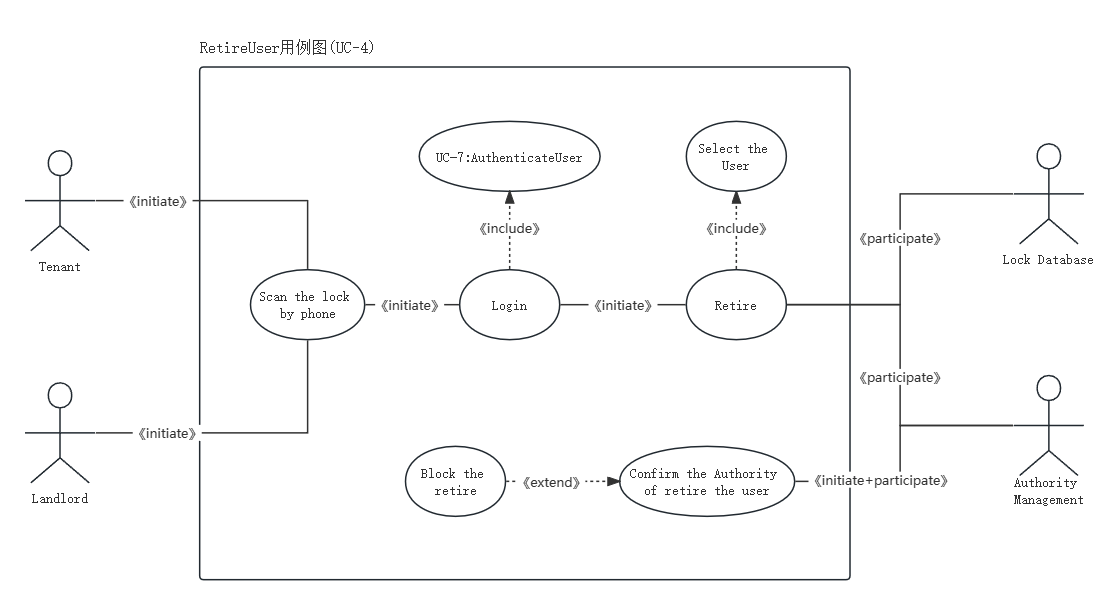 RetireUser用例图(UC-4)
UC-7:AuthenticateUser
Select the
User
《initiate》
《include》
《include》
《participate》
Tenant
Lock Database
Scan the lock
by phone
《initiate》
Login
《initiate》
Retire
《participate》
《initiate》
Landlord
Block the
retire
《extend》
Confirm the Authority
of retire the user
《initiate+participate》
Authority
Management